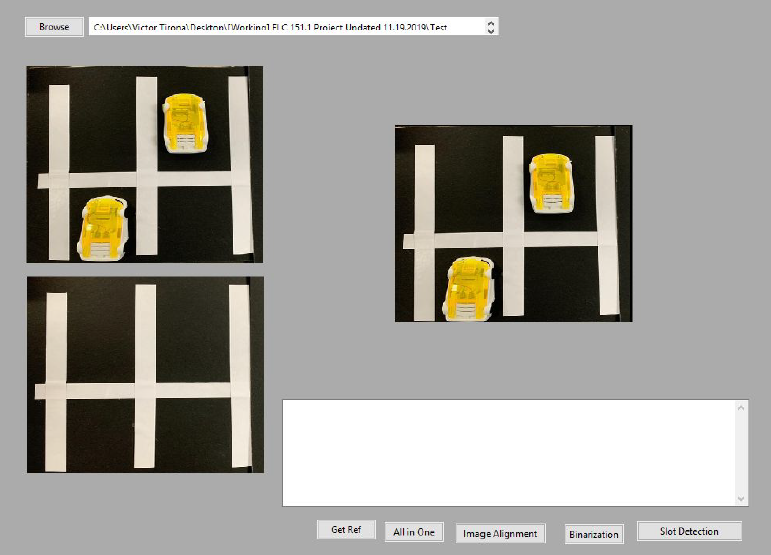 Browse
C:\Users\Victor Tirona\Desktop\[Working] ELC 151.1 Project Updated 11.19.2019\Test
Get Ref
All in One
Image Alignment
Binarization
Slot Detection